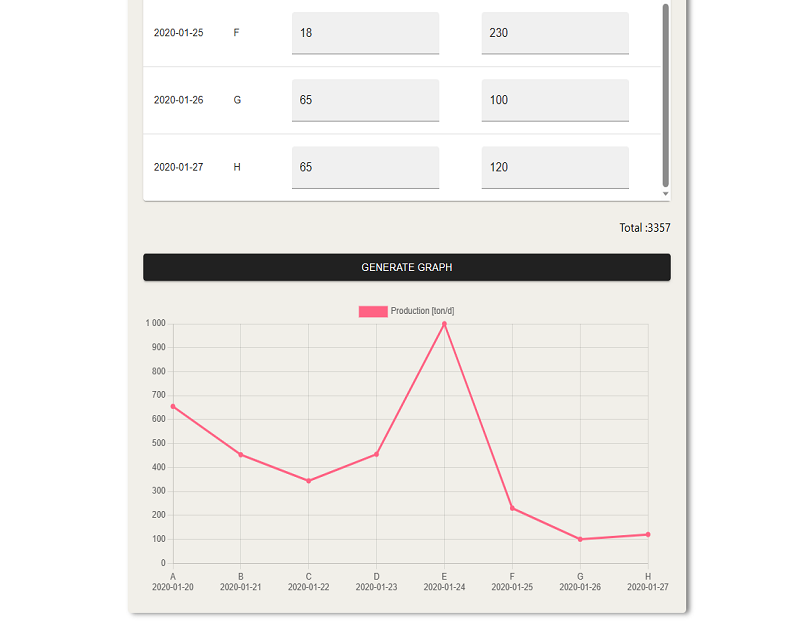 2020-01-25 F 18 230
2020-01-26 G 65 100
2020-01-27 H 65 120
Total :3357
GENERATE GRAPH
Production [ton/d]
1 000
900
800
700
600
500
400
300
200
100
0
A B C D E F G H
2020-01-20 2020-01-21 2020-01-22 2020-01-23 2020-01-24 2020-01-25 2020-01-26 2020-01-27